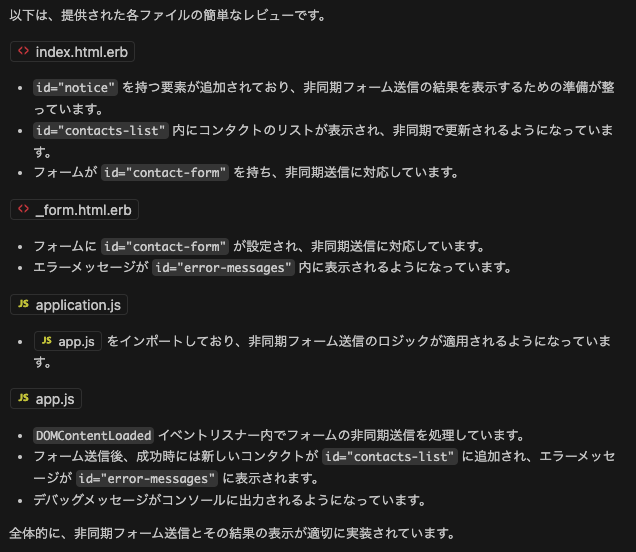 以下は、提供された各ファイルの簡単なレビューです。
<> index.html.erb
• id="notice" を持つ要素が追加されており、非同期フォーム送信の結果を表示するための準備が整
っています。
• id="contacts-list" 内にコンタクトのリストが表示され、非同期で更新されるようになっていま
す。
• フォームが id="contact-form" を持ち、非同期送信に対応しています。
<> _form.html.erb
• フォームに id="contact-form" が設定され、非同期送信に対応しています。
• エラーメッセージが id="error-messages" 内に表示されるようになっています。
JS application.js
• JS app.js をインポートしており、非同期フォーム送信のロジックが適用されるようになっていま
す。
JS app.js
• DOMContentLoaded イベントリスナー内でフォームの非同期送信を処理しています。
• フォーム送信後、成功時には新しいコンタクトが id="contacts-list" に追加され、エラーメッセ
ージが id="error-messages" に表示されます。
• デバッグメッセージがコンソールに出力されるようになっています。
全体的に、非同期フォーム送信とその結果の表示が適切に実装されています。